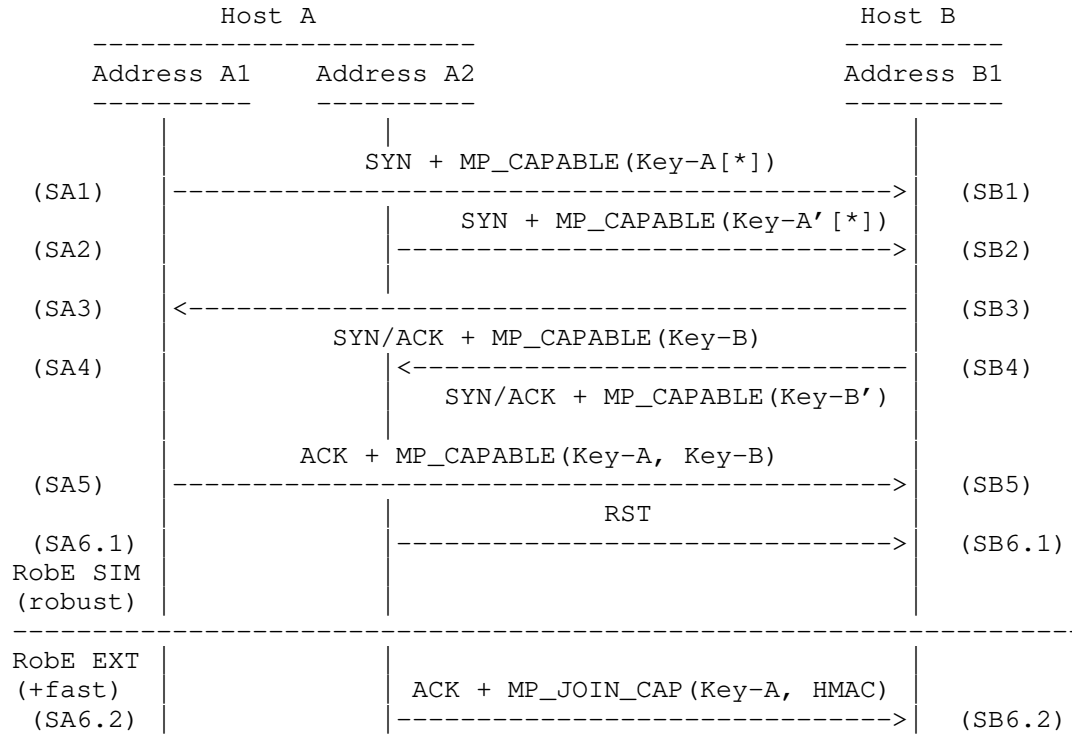 Host A Host B
------------------------ ----------
Address A1 Address A2 Address B1
---------- ---------- ----------
| | |
| SYN + MP_CAPABLE(Key-A[*]) |
(SA1) |--------------------------------------------->| (SB1)
| | SYN + MP_CAPABLE(Key-A'[*])|
(SA2) | |------------------------------->| (SB2)
| | |
(SA3) |<---------------------------------------------| (SB3)
| SYN/ACK + MP_CAPABLE(Key-B) |
(SA4) | |<-------------------------------| (SB4)
| | SYN/ACK + MP_CAPABLE(Key-B') |
| | |
| ACK + MP_CAPABLE(Key-A, Key-B) |
(SA5) |--------------------------------------------->| (SB5)
| | RST |
(SA6.1) | |------------------------------->| (SB6.1)
RobE SIM | | |
(robust) | | |
--------------------------------------------------------------------
RobE EXT | | |
(+fast) | | ACK + MP_JOIN_CAP(Key-A, HMAC) |
(SA6.2) | |------------------------------->| (SB6.2)